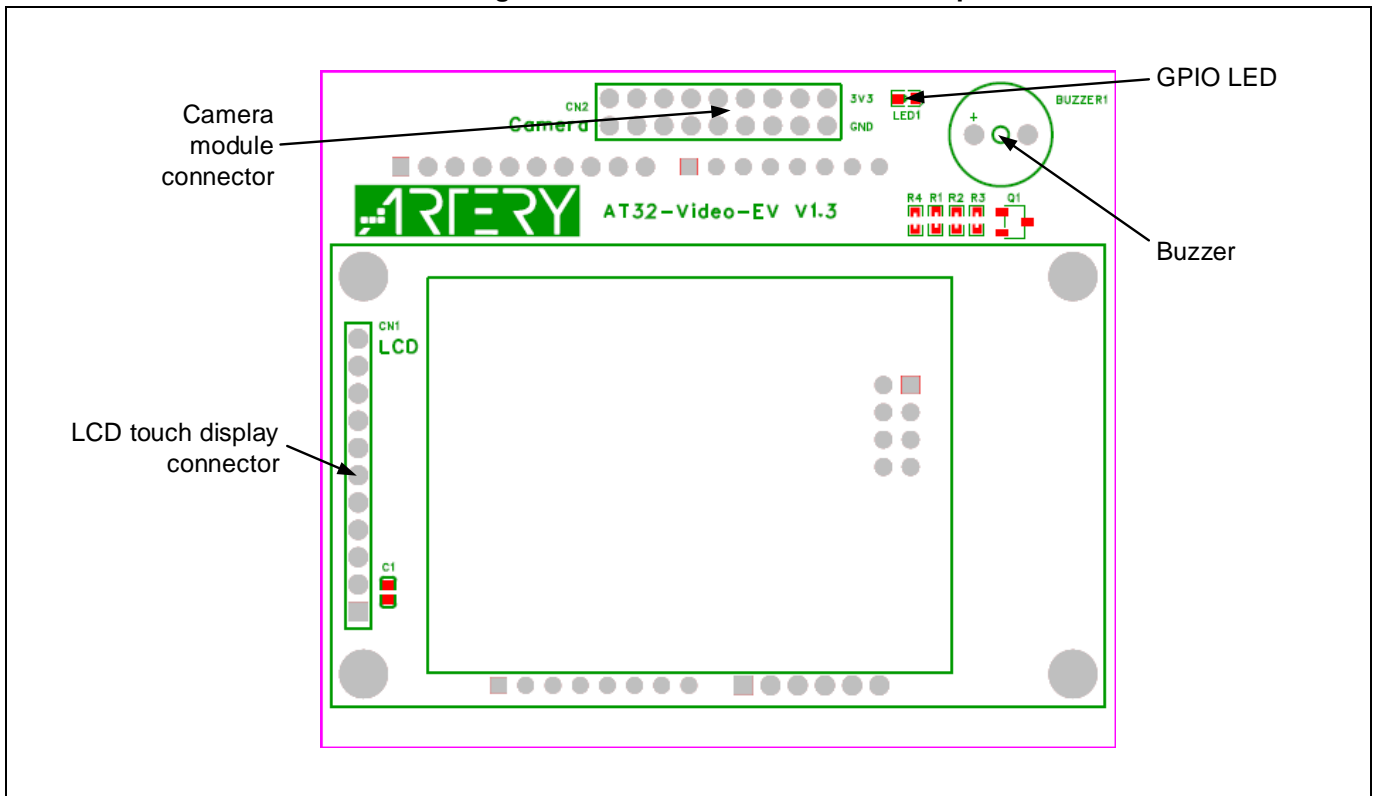 GPIO LED
Camera
module
connector
CN2
Camera
3V3
GND
LED1
BUZZER1
+
ARTERY
AT32-Video-EV V1.3
R4 R1 R2 R3 Q1
Buzzer
CN1
LCD
LCD touch display
connector
C1